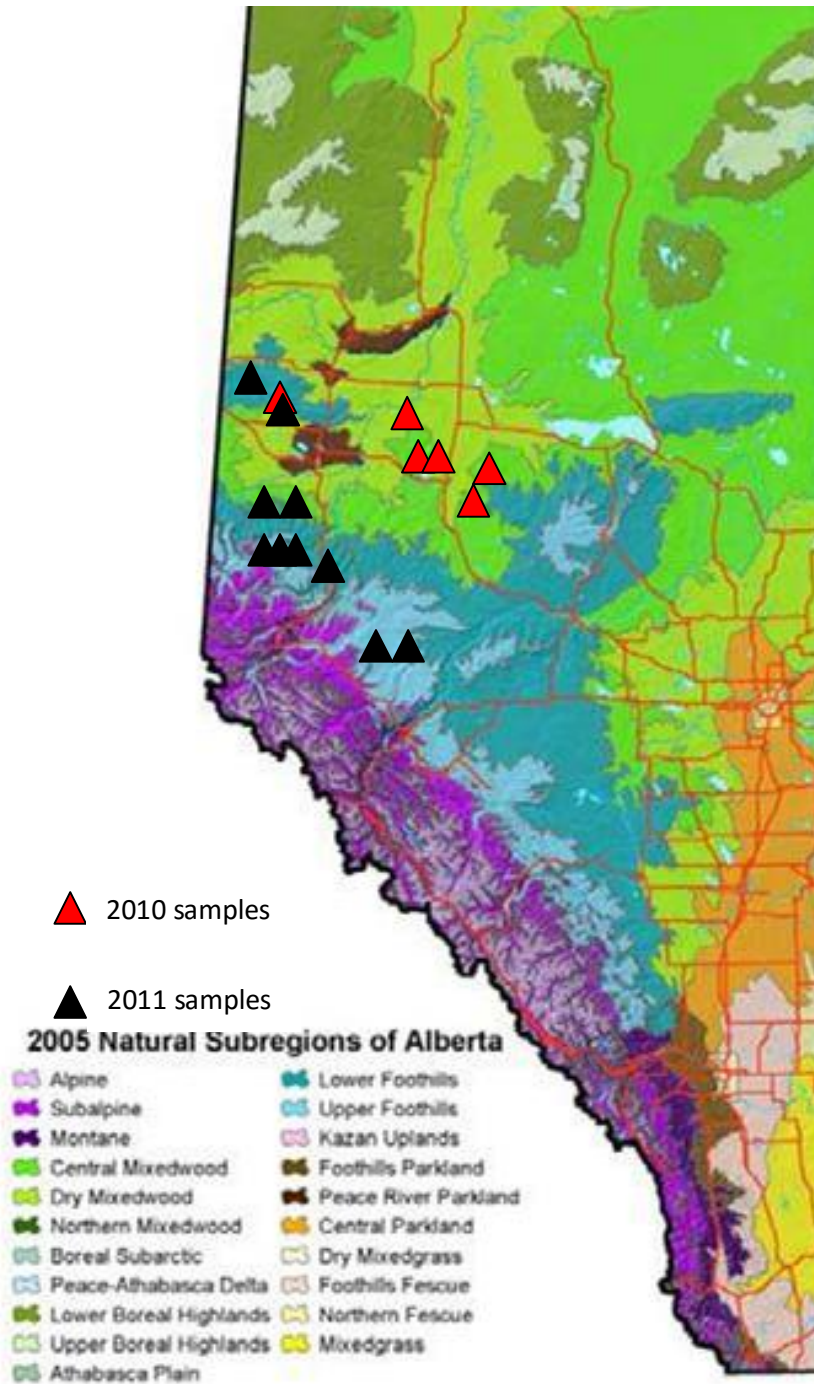 2010 samples
2011 samples
2005 Natural Subregions of Alberta
Alpine
Subalpine
Montane
Central Mixedwood
Dry Mixedwood
Northern Mixedwood
Boreal Subarctic
Peace-Athabasca Delta
Lower Boreal Highlands
Upper Boreal Highlands
Athabasca Plain
Lower Foothills
Upper Foothills
Kazan Uplands
Foothills Parkland
Peace River Parkland
Central Parkland
Dry Mixedgrass
Foothills Fescue
Northern Fescue
Mixedgrass